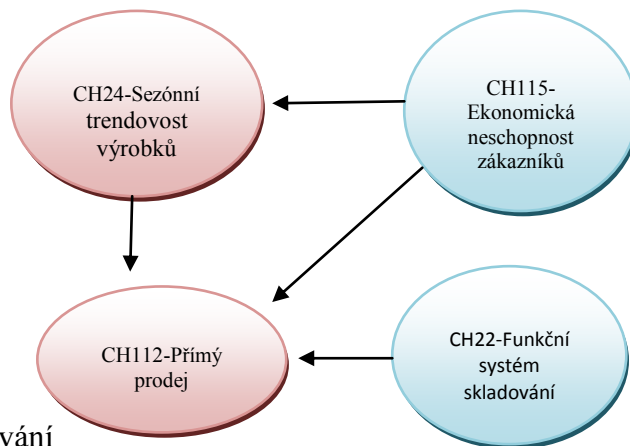 CH24-Sezónní
trendovost
výrobků
CH115-
Ekonomická
neschopnost
zákazníků
CH112-Přímý
prodej
CH22-Funkční
systém
skladování